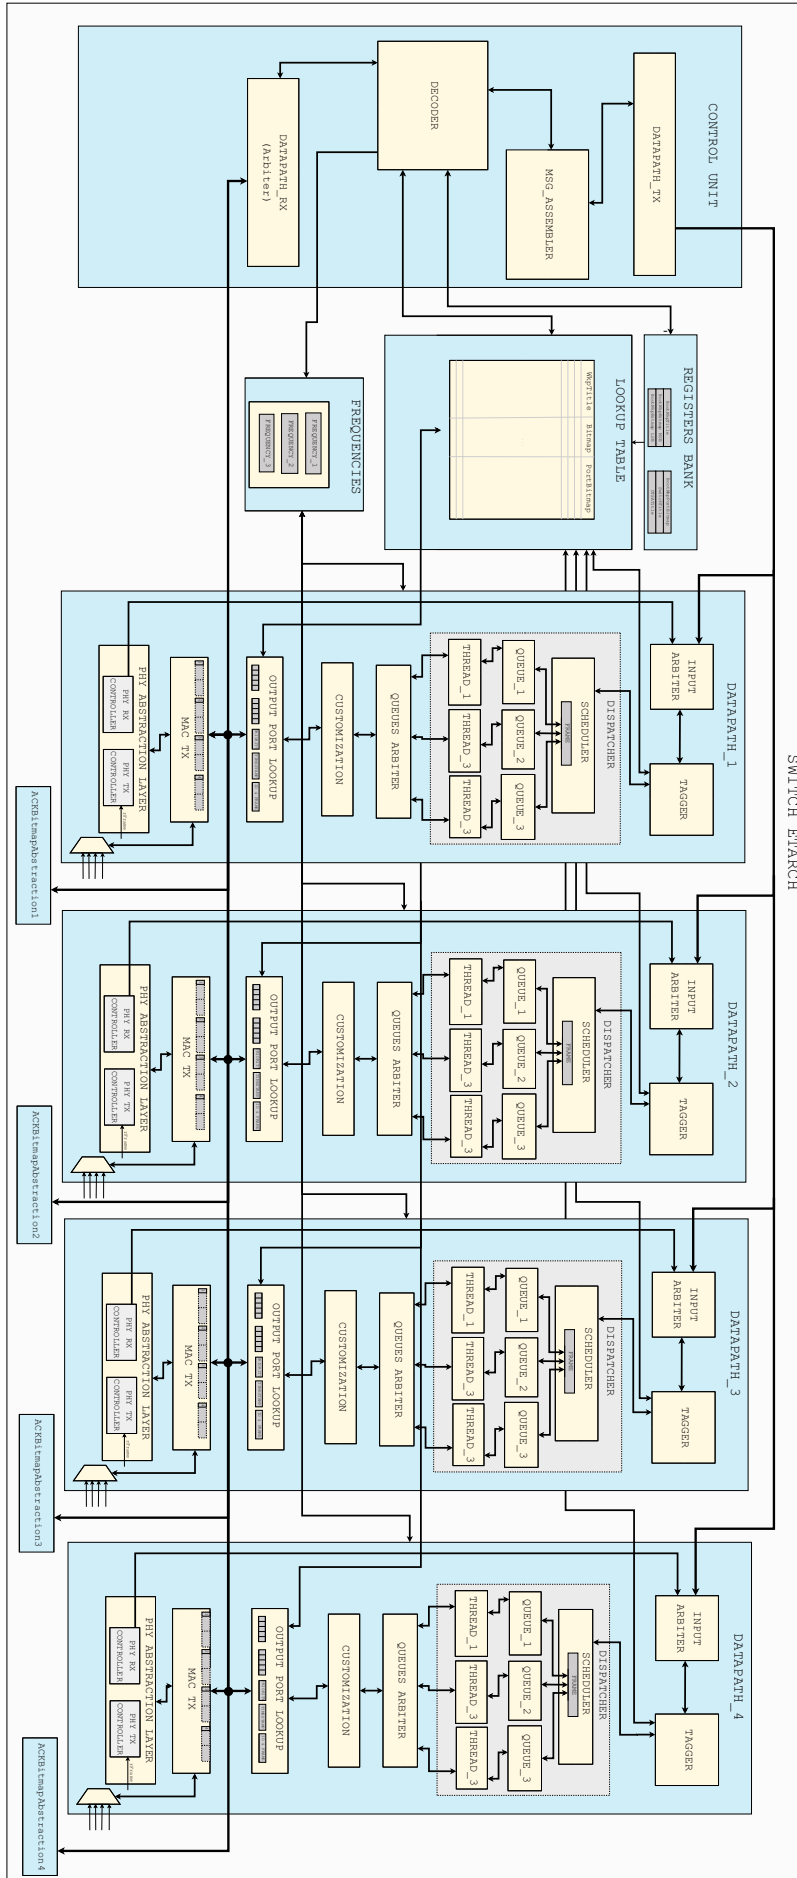 SWITCH ETARCH
CONTROL UNIT
DATAPATH_TX
MSG_ASSEMBLER
DECODER
DATAPATH_RX
(Arbiter)
REGISTERS BANK
LOOKUP TABLE
WkpTitle Bitmap PortBitmap
FREQUENCIES
FREQUENCY_1
FREQUENCY_2
FREQUENCY_3
DATAPATH_1
INPUT
ARBITER
TAGGER
DISPATCHER
SCHEDULER
FRAME
QUEUE_1
QUEUE_2
QUEUE_3
THREAD_1
THREAD_3
THREAD_3
QUEUES ARBITER
CUSTOMIZATION
OUTPUT PORT LOOKUP
MAC TX
PHY ABSTRACTION LAYER
PHY RX
CONTROLLER
PHY TX
CONTROLLER
ACKBitmapAbstraction1
DATAPATH_2
INPUT
ARBITER
TAGGER
DISPATCHER
SCHEDULER
FRAME
QUEUE_1
QUEUE_2
QUEUE_3
THREAD_1
THREAD_3
THREAD_3
QUEUES ARBITER
CUSTOMIZATION
OUTPUT PORT LOOKUP
MAC TX
PHY ABSTRACTION LAYER
PHY RX
CONTROLLER
PHY TX
CONTROLLER
ACKBitmapAbstraction2
DATAPATH_3
INPUT
ARBITER
TAGGER
DISPATCHER
SCHEDULER
FRAME
QUEUE_1
QUEUE_2
QUEUE_3
THREAD_1
THREAD_3
THREAD_3
QUEUES ARBITER
CUSTOMIZATION
OUTPUT PORT LOOKUP
MAC TX
PHY ABSTRACTION LAYER
PHY RX
CONTROLLER
PHY TX
CONTROLLER
ACKBitmapAbstraction3
DATAPATH_4
INPUT
ARBITER
TAGGER
DISPATCHER
SCHEDULER
FRAME
QUEUE_1
QUEUE_2
QUEUE_3
THREAD_1
THREAD_3
THREAD_3
QUEUES ARBITER
CUSTOMIZATION
OUTPUT PORT LOOKUP
MAC TX
PHY ABSTRACTION LAYER
PHY RX
CONTROLLER
PHY TX
CONTROLLER
ACKBitmapAbstraction4